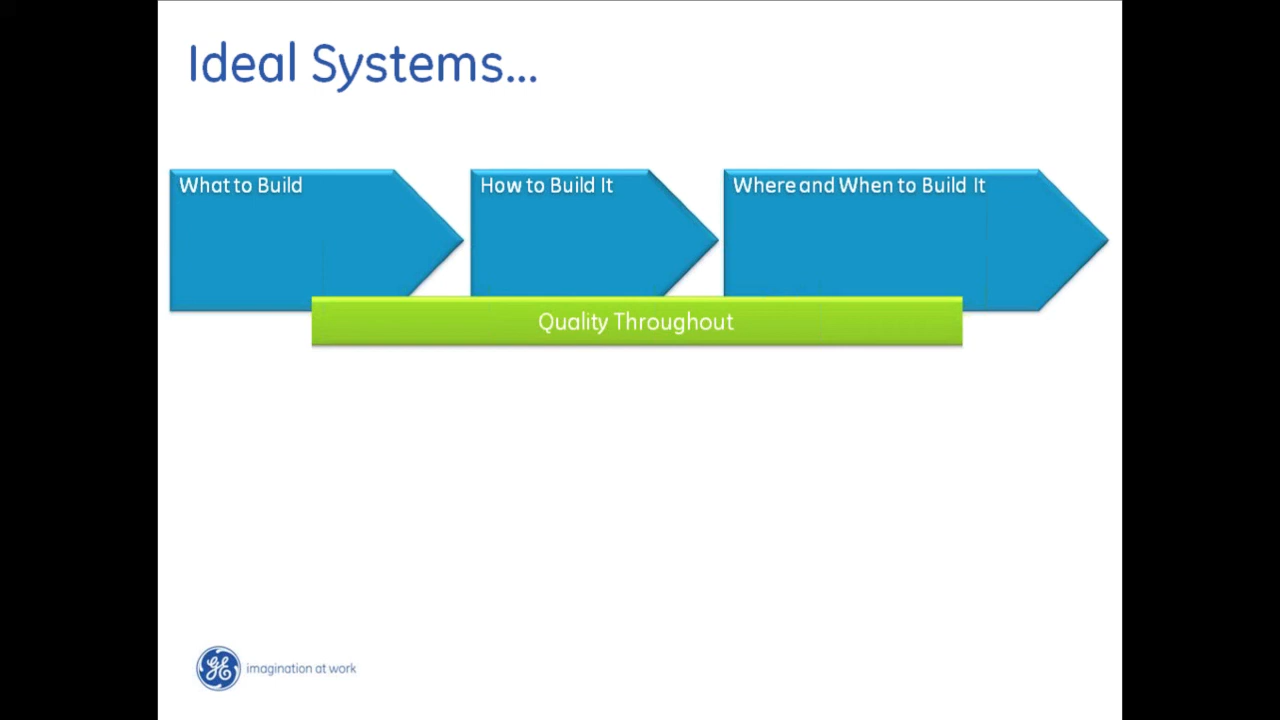 Ideal Systems...
What to Build
How to Build It
Where and When to Build It
Quality Throughout
GE
imagination at work